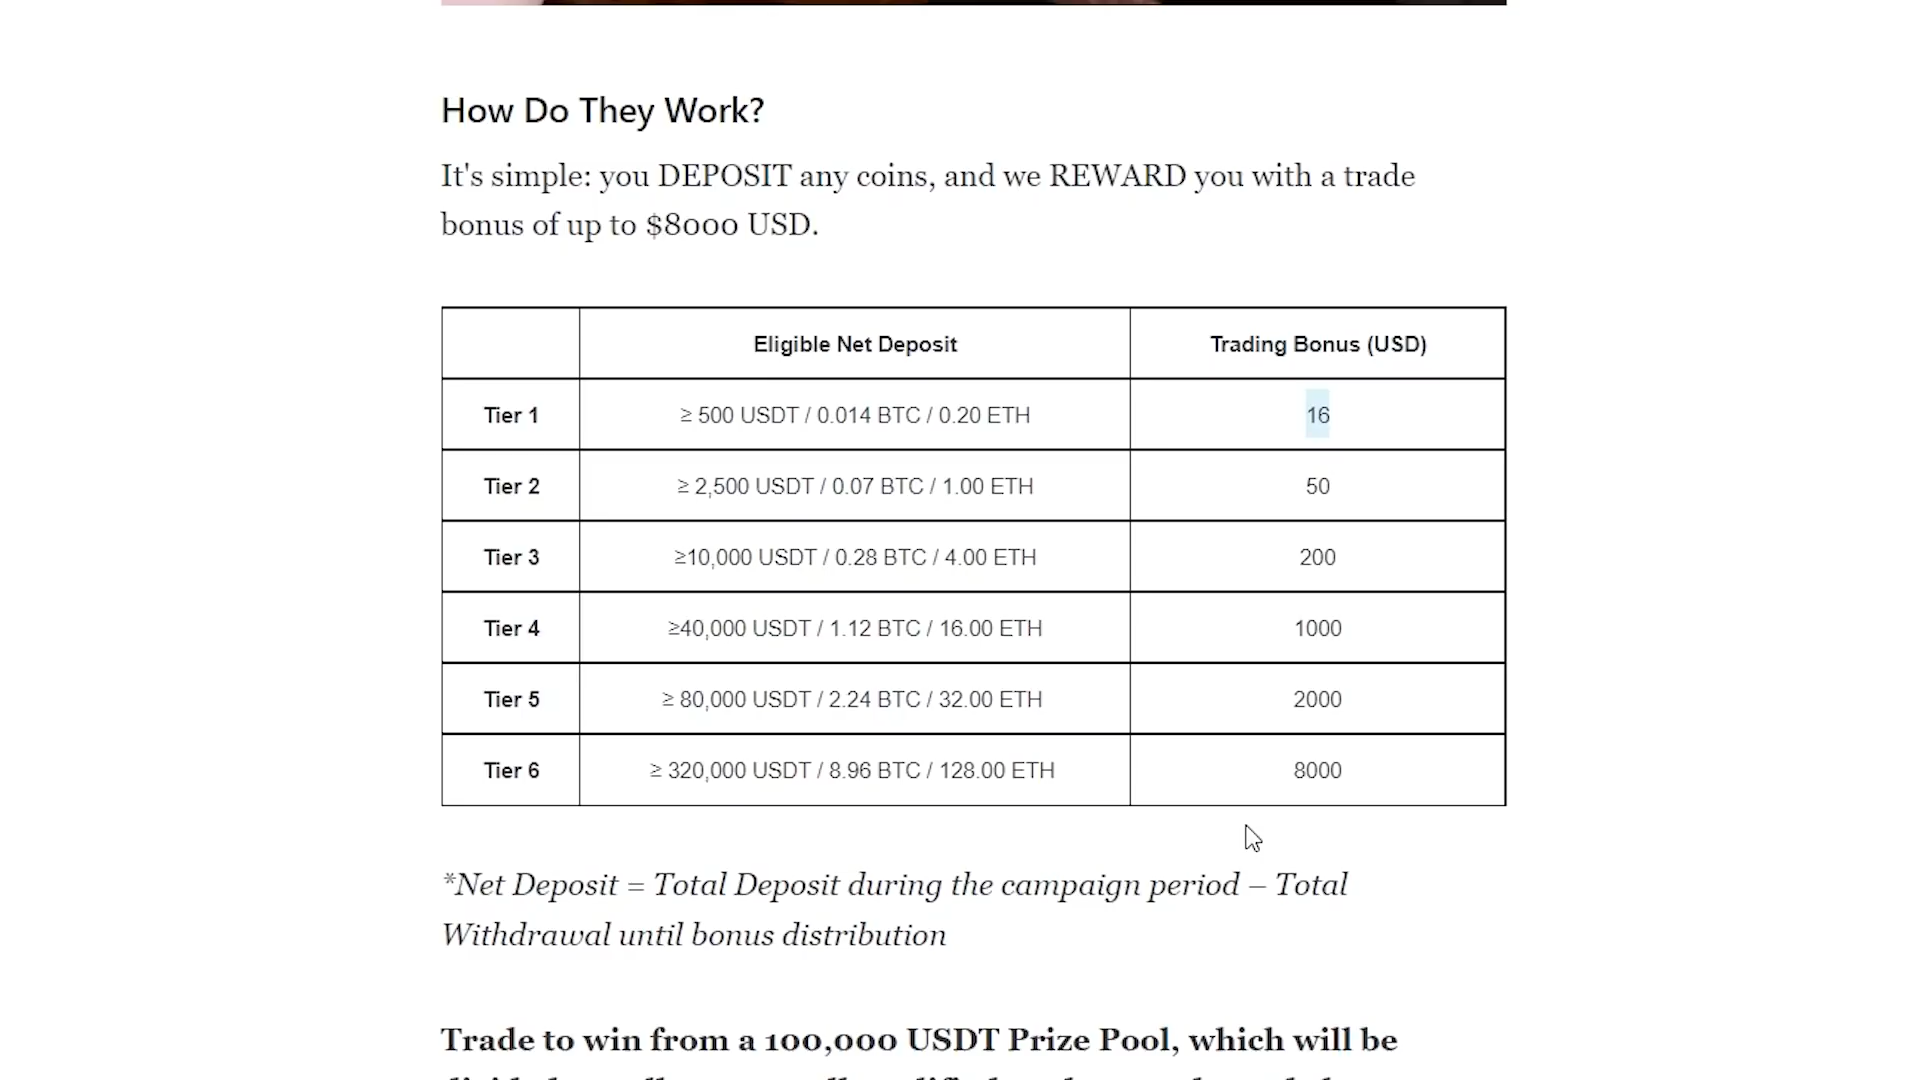 How Do They Work?
It's simple: you DEPOSIT any coins, and we REWARD you with a trade
bonus of up to $8000 USD.
Eligible Net Deposit Trading Bonus (USD)
Tier 1 ≥ 500 USDT / 0.014 BTC / 0.20 ETH 16
Tier 2 ≥ 2,500 USDT / 0.07 BTC / 1.00 ETH 50
Tier 3 ≥10,000 USDT / 0.28 BTC / 4.00 ETH 200
Tier 4 ≥40,000 USDT / 1.12 BTC / 16.00 ETH 1000
Tier 5 ≥ 80,000 USDT / 2.24 BTC / 32.00 ETH 2000
Tier 6 ≥ 320,000 USDT / 8.96 BTC / 128.00 ETH 8000
*Net Deposit = Total Deposit during the campaign period – Total
Withdrawal until bonus distribution
Trade to win from a 100,000 USDT Prize Pool, which will be